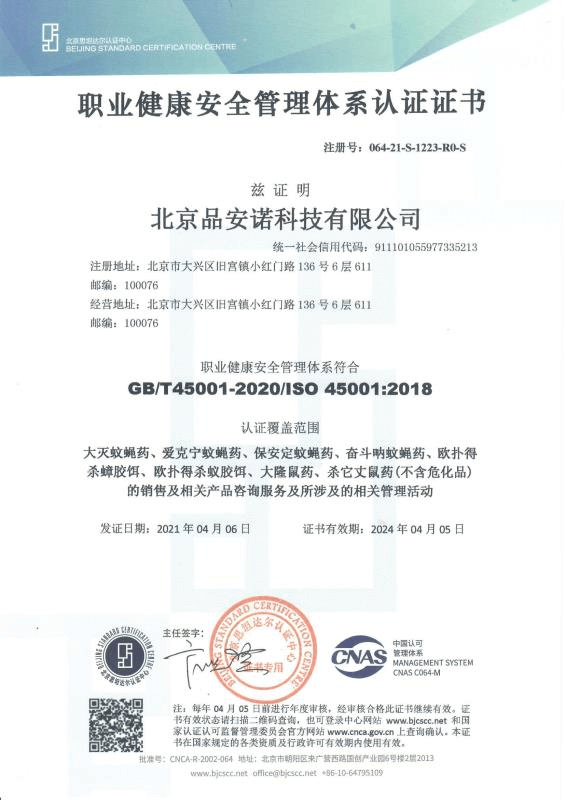 北京思坦达尔认证中心
BEIJING STANDARD CERTIFICATION CENTRE
职业健康安全管理体系认证证书
注册号：064-21-S-1223-R0-S
兹 证 明
北京品安诺科技有限公司
统一社会信用代码：911101055977335213
注册地址：北京市大兴区旧宫镇小红门路 136 号 6 层 611
邮编：100076
经营地址：北京市大兴区旧宫镇小红门路 136 号 6 层 611
邮编：100076
职业健康安全管理体系符合
GB/T45001-2020/ISO 45001:2018
认证覆盖范围
大灭蚊蝇药、爱克宁蚊蝇药、保安定蚊蝇药、奋斗呐蚊蝇药、欧扑得
杀蟑胶饵、欧扑得杀蚁胶饵、大隆鼠药、杀它丈鼠药(不含危化品)
的销售及相关产品咨询服务及所涉及的相关管理活动
发证日期：2021 年 04 月 06 日
证书有效期：2024 年 04 月 05 日
主任签字：
BEIJING STANDARD CERTIFICATION CENTRE
北京思坦达尔认证中心
BEIJING STANDARD CERTIFICATION CENTRE
北京思坦达尔认证中心
证书专用
CNAS
中国认可
管理体系
MANAGEMENT SYSTEM
CNAS C064-M
注：每年 04 月 05 日前进行年度审核，经审核合格此证书继续有效。证
书有效状态请扫描二维码查询，也可登录中心网站 www.bjcscc.net 和国
家认证认可监督管理委员会官方网站 www.cnca.gov.cn 上查询确认。本证
书在国家规定的各类资质及行政许可有效期内使用有效。
批准号：CNCA-R-2002-064 地址：北京市朝阳区来广营西路国创产业园6号楼2层2013
www.bjcscc.net office@bjcscc.net +86-10-64795109